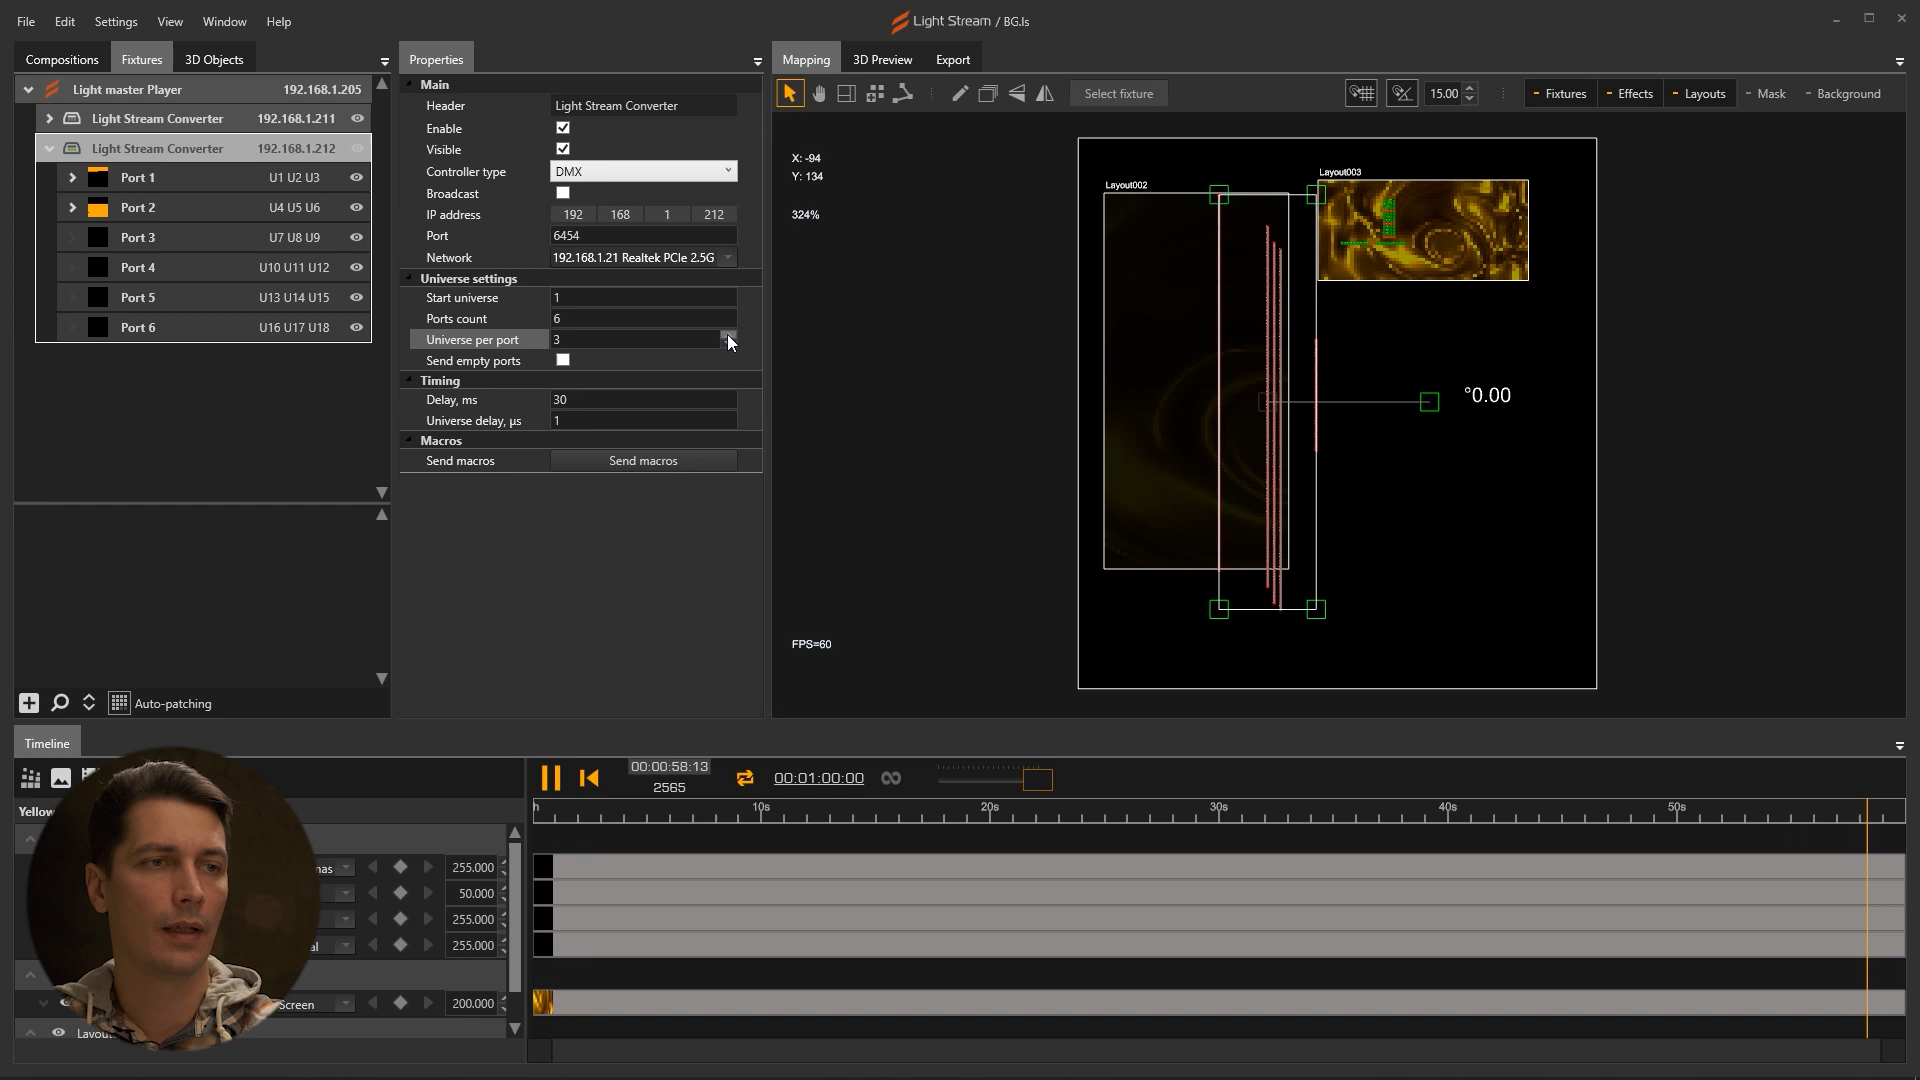 File Edit Settings View Window Help
Light Stream / BG.ls
Compositions Fixtures 3D Objects
Light master Player 192.168.1.205
Light Stream Converter 192.168.1.211
Light Stream Converter 192.168.1.212
Port 1 U1 U2 U3
Port 2 U4 U5 U6
Port 3 U7 U8 U9
Port 4 U10 U11 U12
Port 5 U13 U14 U15
Port 6 U16 U17 U18
Auto-patching
Properties
Main
Header Light Stream Converter
Enable
Visible
Controller type DMX
Broadcast
IP address 192 168 1 212
Port 6454
Network 192.168.1.21 Realtek PCIe 2.5G
Universe settings
Start universe 1
Ports count 6
Universe per port 3
Send empty ports
Timing
Delay, ms 30
Universe delay, µs 1
Macros
Send macros Send macros
Mapping 3D Preview Export
Select fixture 15.00 Fixtures Effects Layouts Mask Background
X: -94
Y: 134
324%
Layout002
Layout003
°0.00
FPS=60
Timeline
00:00:58:13
2565
00:01:00:00
Yellow
10s 20s 30s 40s 50s
255.000
50.000
255.000
255.000
Screen 200.000